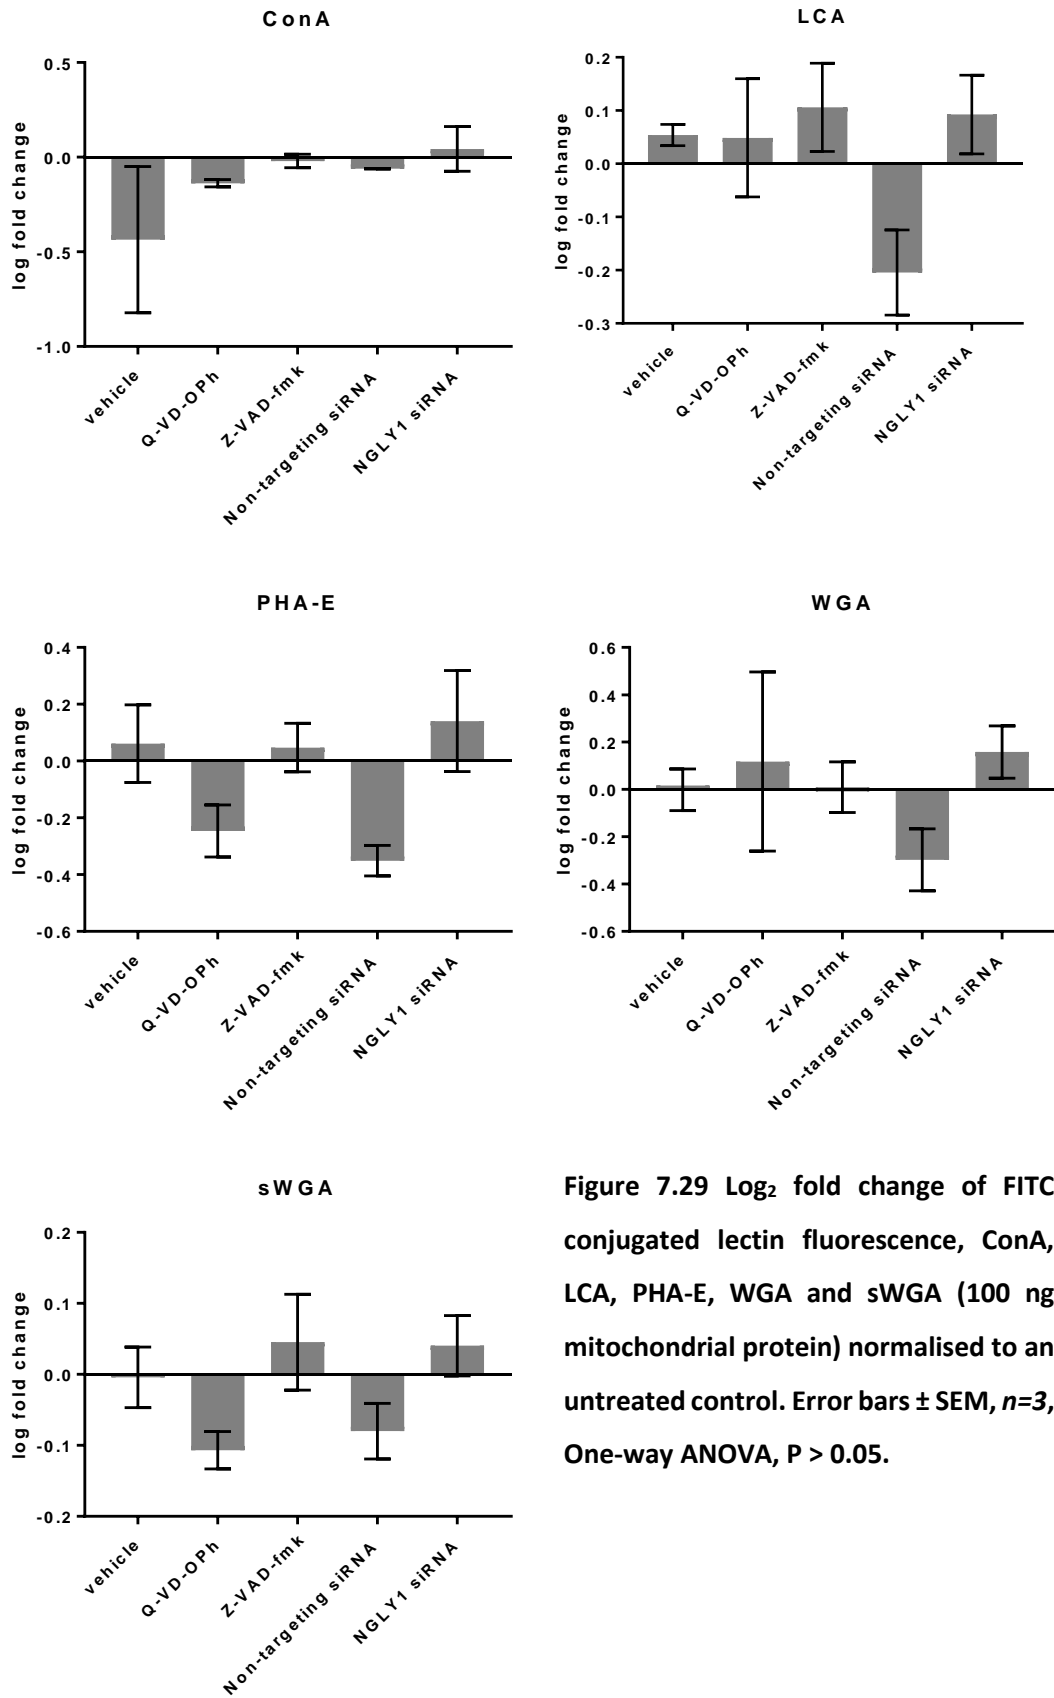 ConA
log fold change
0.5
0.0
-0.5
-1.0
vehicle
Q-VD-OPh
Z-VAD-fmk
Non-targeting siRNA
NGLY1 siRNA
LCA
log fold change
0.2
0.1
0.0
-0.1
-0.2
-0.3
vehicle
Q-VD-OPh
Z-VAD-fmk
Non-targeting siRNA
NGLY1 siRNA
PHA-E
log fold change
0.4
0.2
0.0
-0.2
-0.4
-0.6
vehicle
Q-VD-OPh
Z-VAD-fmk
Non-targeting siRNA
NGLY1 siRNA
WGA
log fold change
0.6
0.4
0.2
0.0
-0.2
-0.4
-0.6
vehicle
Q-VD-OPh
Z-VAD-fmk
Non-targeting siRNA
NGLY1 siRNA
sWGA
log fold change
0.2
0.1
0.0
-0.1
-0.2
vehicle
Q-VD-OPh
Z-VAD-fmk
Non-targeting siRNA
NGLY1 siRNA
Figure 7.29 Log₂ fold change of FITC
conjugated lectin fluorescence, ConA,
LCA, PHA-E, WGA and sWGA (100 ng
mitochondrial protein) normalised to an
untreated control. Error bars ± SEM, n=3,
One-way ANOVA, P > 0.05.